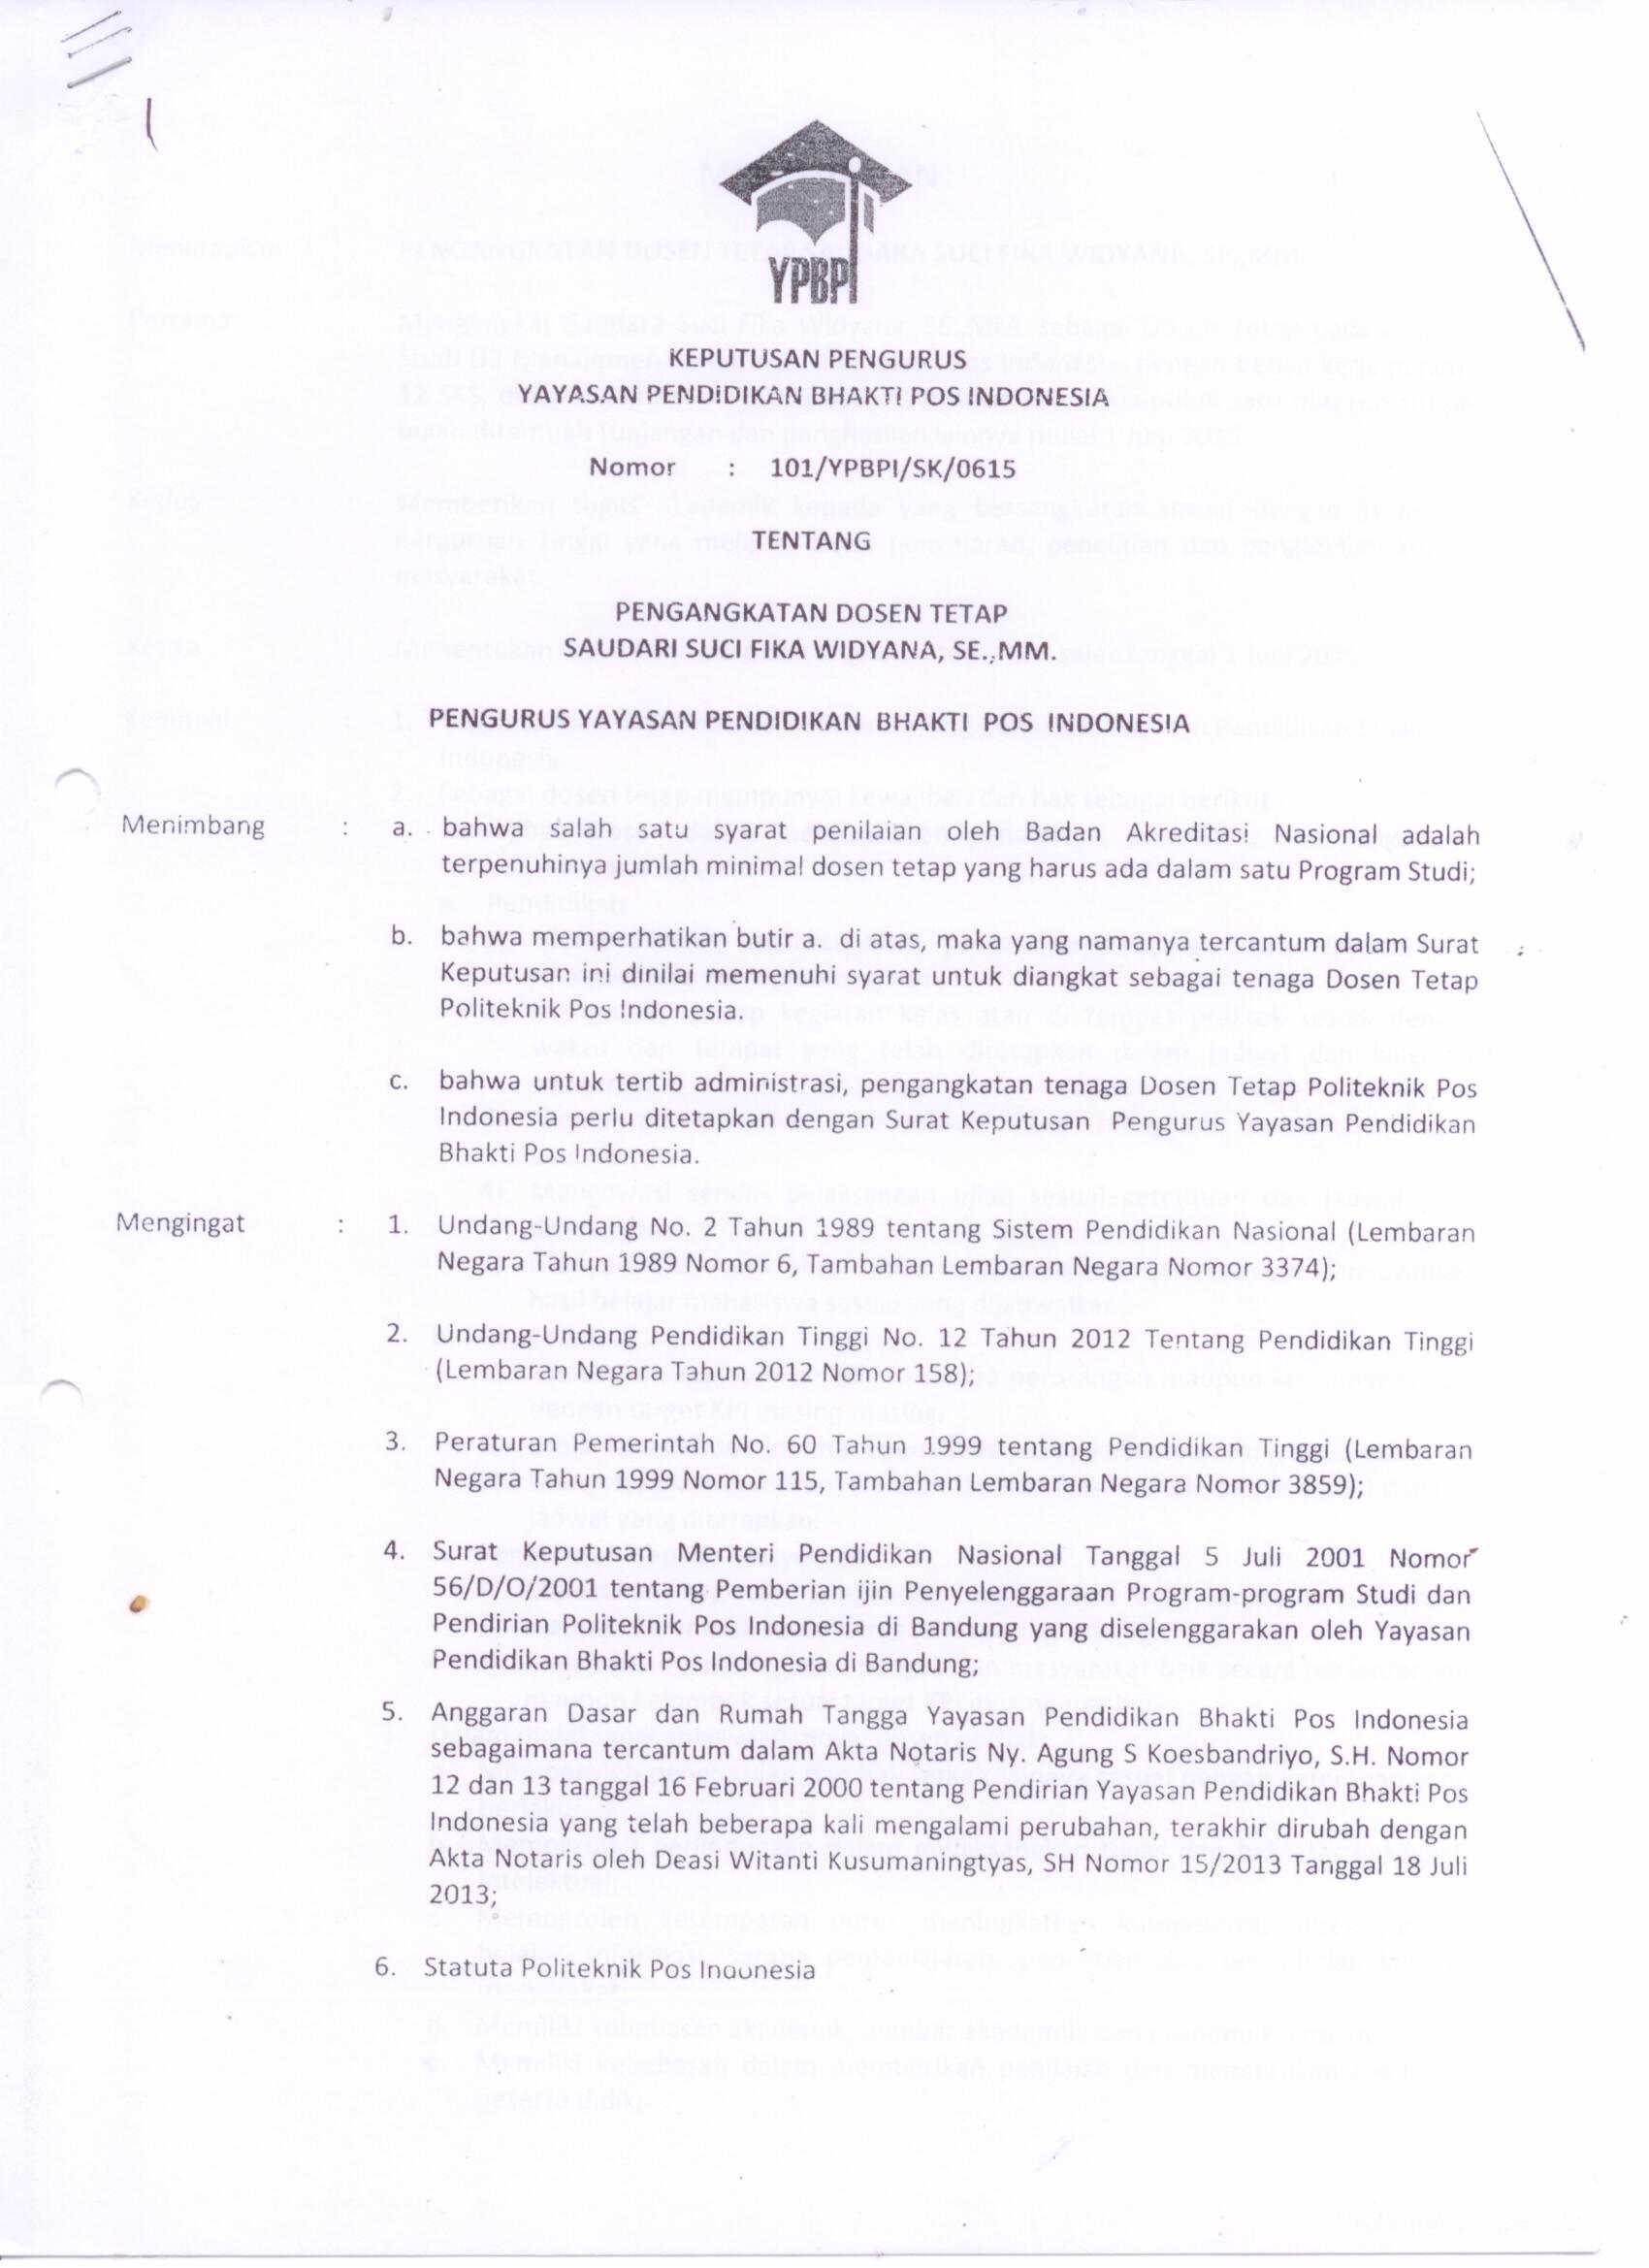 YPBPI
KEPUTUSAN PENGURUS
YAYASAN PENDIDIKAN BHAKTI POS INDONESIA
Nomor : 101/YPBPI/SK/0615
TENTANG
PENGANGKATAN DOSEN TETAP
SAUDARI SUCI FIKA WIDYANA, SE.,MM.
PENGURUS YAYASAN PENDIDIKAN BHAKTI POS INDONESIA
Menimbang : a. bahwa salah satu syarat penilaian oleh Badan Akreditasi Nasional adalah
terpenuhinya jumlah minimal dosen tetap yang harus ada dalam satu Program Studi;
b. bahwa memperhatikan butir a. di atas, maka yang namanya tercantum dalam Surat
Keputusan ini dinilai memenuhi syarat untuk diangkat sebagai tenaga Dosen Tetap
Politeknik Pos Indonesia.
c. bahwa untuk tertib administrasi, pengangkatan tenaga Dosen Tetap Politeknik Pos
Indonesia perlu ditetapkan dengan Surat Keputusan Pengurus Yayasan Pendidikan
Bhakti Pos Indonesia.
Mengingat : 1. Undang-Undang No. 2 Tahun 1989 tentang Sistem Pendidikan Nasional (Lembaran
Negara Tahun 1989 Nomor 6, Tambahan Lembaran Negara Nomor 3374);
2. Undang-Undang Pendidikan Tinggi No. 12 Tahun 2012 Tentang Pendidikan Tinggi
(Lembaran Negara Tahun 2012 Nomor 158);
3. Peraturan Pemerintah No. 60 Tahun 1999 tentang Pendidikan Tinggi (Lembaran
Negara Tahun 1999 Nomor 115, Tambahan Lembaran Negara Nomor 3859);
4. Surat Keputusan Menteri Pendidikan Nasional Tanggal 5 Juli 2001 Nomor
56/D/O/2001 tentang Pemberian ijin Penyelenggaraan Program-program Studi dan
Pendirian Politeknik Pos Indonesia di Bandung yang diselenggarakan oleh Yayasan
Pendidikan Bhakti Pos Indonesia di Bandung;
5. Anggaran Dasar dan Rumah Tangga Yayasan Pendidikan Bhakti Pos Indonesia
sebagaimana tercantum dalam Akta Notaris Ny. Agung S Koesbandriyo, S.H. Nomor
12 dan 13 tanggal 16 Februari 2000 tentang Pendirian Yayasan Pendidikan Bhakti Pos
Indonesia yang telah beberapa kali mengalami perubahan, terakhir dirubah dengan
Akta Notaris oleh Deasi Witanti Kusumaningtyas, SH Nomor 15/2013 Tanggal 18 Juli
2013;
6. Statuta Politeknik Pos Indonesia